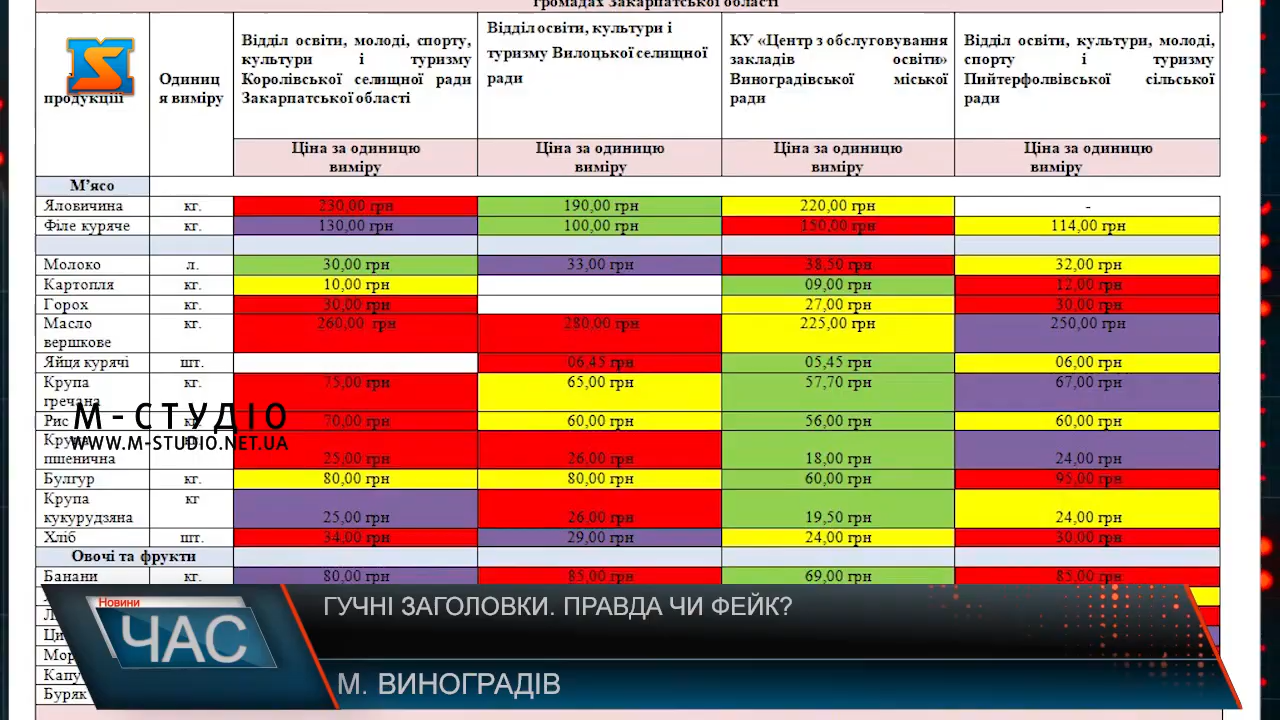 громадах Закарпатської області
продукції
Одиниц
я виміру
Відділ освіти, молоді, спорту,
культури і туризму
Королівської селищної ради
Закарпатської області
Відділ освіти, культури і
туризму Вилоцької селищної
ради
КУ «Центр з обслуговування
закладів освіти»
Виноградівської міської
ради
Відділ освіти, культури, молоді,
спорту і туризму
Пийтерфолвівської сільської
ради
Ціна за одиницю
виміру
Ціна за одиницю
виміру
Ціна за одиницю
виміру
Ціна за одиницю
виміру
М'ясо
Яловичина кг. 230,00 грн 190,00 грн 220,00 грн -
Філе куряче кг. 130,00 грн 100,00 грн 150,00 грн 114,00 грн
Молоко л. 30,00 грн 33,00 грн 38,50 грн 32,00 грн
Картопля кг. 10,00 грн 09,00 грн 12,00 грн
Горох кг. 30,00 грн 27,00 грн 30,00 грн
Масло кг. 260,00 грн 280,00 грн 225,00 грн 250,00 грн
вершкове
Яйця курячі шт. 06,45 грн 05,45 грн 06,00 грн
Крупа кг. 75,00 грн 65,00 грн 57,70 грн 67,00 грн
гречана
М-СТУДІО
Рис кг. 70,00 грн 60,00 грн 56,00 грн 60,00 грн
WWW.M-STUDIO.NET.UA
Крупа
пшенична 25,00 грн 26,00 грн 18,00 грн 24,00 грн
Булгур кг. 80,00 грн 80,00 грн 60,00 грн 95,00 грн
Крупа кг
кукурудзяна 25,00 грн 26,00 грн 19,50 грн 24,00 грн
Хліб шт. 34,00 грн 29,00 грн 24,00 грн 30,00 грн
Овочі та фрукти
Банани кг. 80,00 грн 85,00 грн 69,00 грн 85,00 грн
Буряк
Новини
ЧАС
ГУЧНІ ЗАГОЛОВКИ. ПРАВДА ЧИ ФЕЙК?
М. ВИНОГРАДІВ